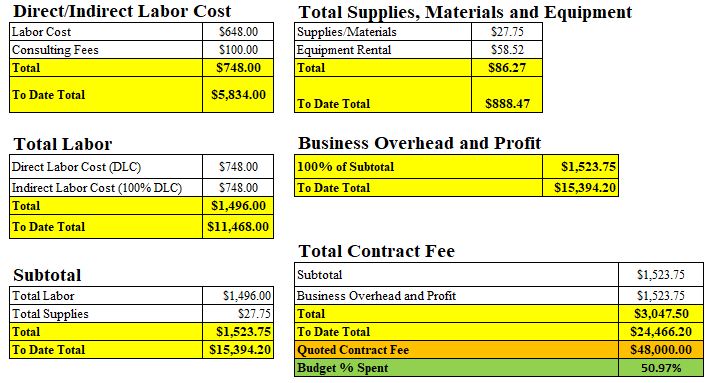 Direct/Indirect Labor Cost
Labor Cost $648.00
Consulting Fees $100.00
Total $748.00
To Date Total $5,834.00
Total Supplies, Materials and Equipment
Supplies/Materials $27.75
Equipment Rental $58.52
Total $86.27
To Date Total $888.47
Total Labor
Direct Labor Cost (DLC) $748.00
Indirect Labor Cost (100% DLC) $748.00
Total $1,496.00
To Date Total $11,468.00
Business Overhead and Profit
100% of Subtotal $1,523.75
To Date Total $15,394.20
Subtotal
Total Labor $1,496.00
Total Supplies $27.75
Total $1,523.75
To Date Total $15,394.20
Total Contract Fee
Subtotal $1,523.75
Business Overhead and Profit $1,523.75
Total $3,047.50
To Date Total $24,466.20
Quoted Contract Fee $48,000.00
Budget % Spent 50.97%